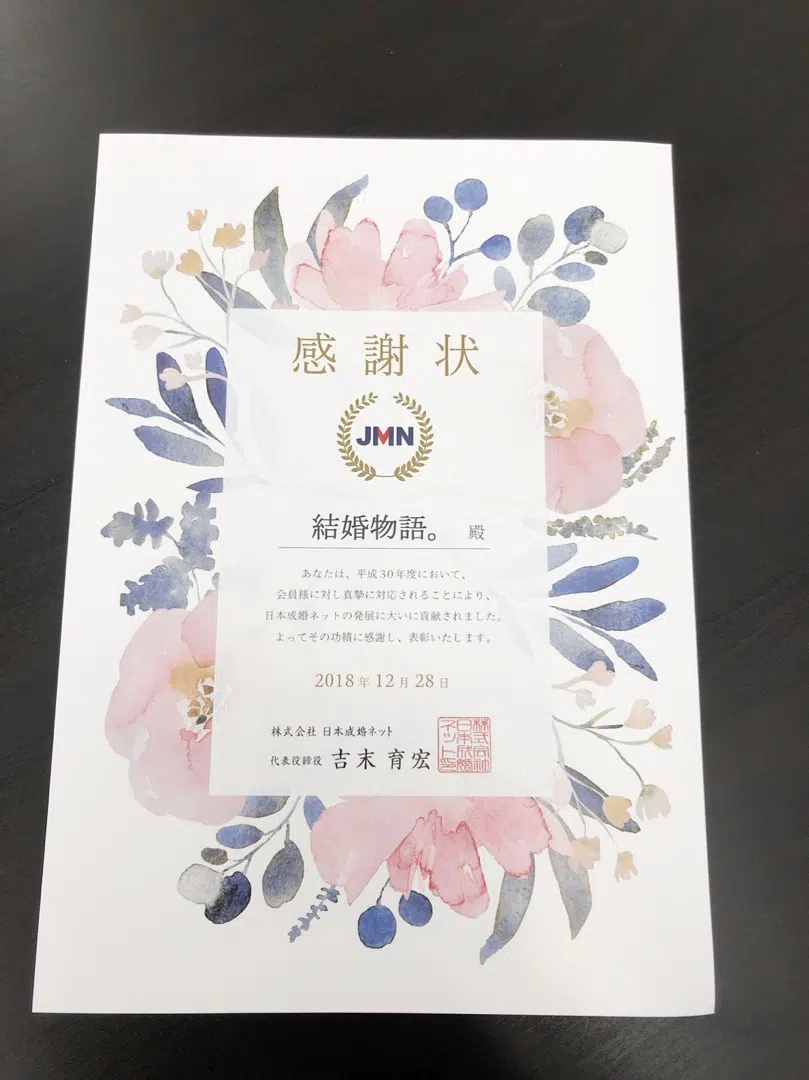 感謝状
JMN
結婚物語。 殿
あなたは、平成30年度において、
会員様に対し真摯に対応されることにより、
日本成婚ネットの発展に大いに貢献されました。
よってその功績に感謝し、表彰いたします。
2018年12月28日
株式会社 日本成婚ネット
代表役締役 吉末 育宏
株式会社
日本成婚
ネット印